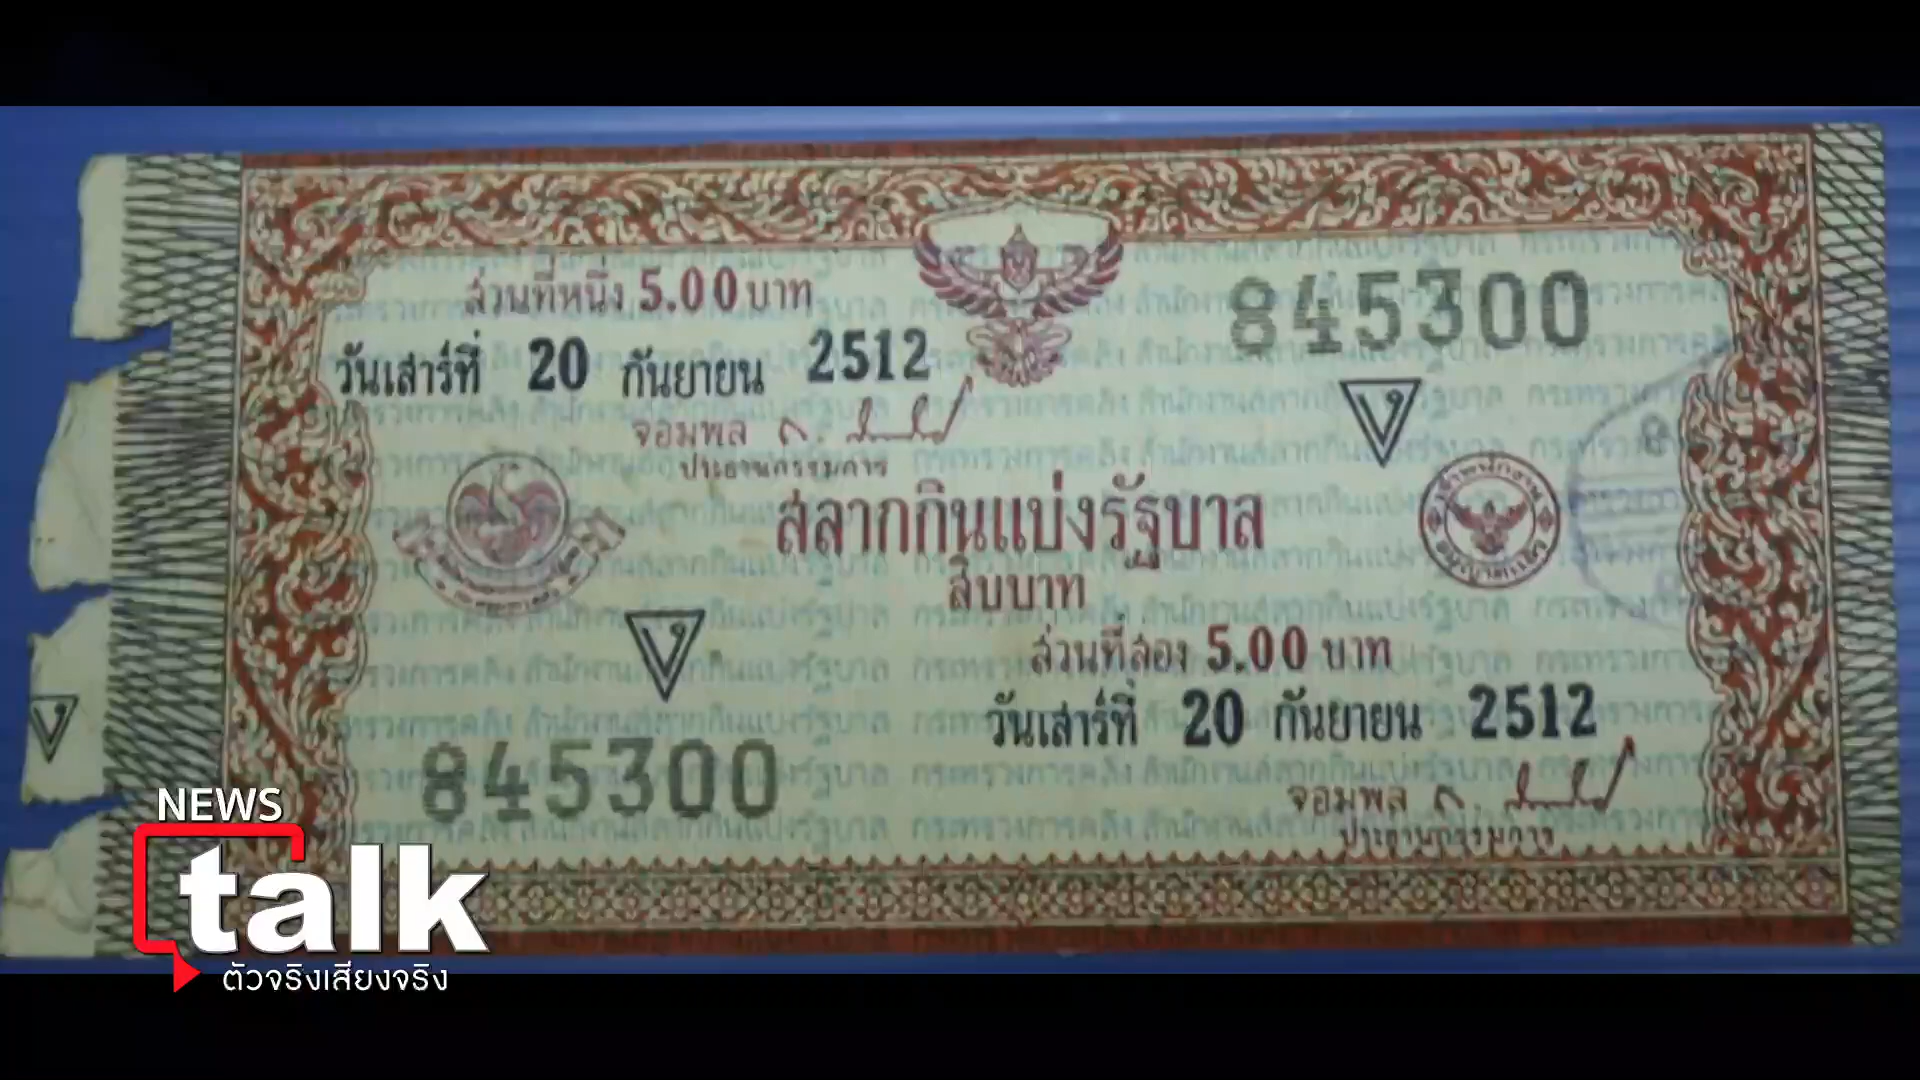 ส่วนที่หนึ่ง 5.00 บาท
845300
วันเสาร์ที่ 20 กันยายน 2512
จอมพล ถ.
ประธานกรรมการ
ง
สลากกินแบ่งรัฐบาล
สิบบาท
ง
ส่วนที่สอง 5.00 บาท
ง
วันเสาร์ที่ 20 กันยายน 2512
845300
จอมพล ถ.
ประธานกรรมการ
NEWS
talk
ตัวจริงเสียงจริง